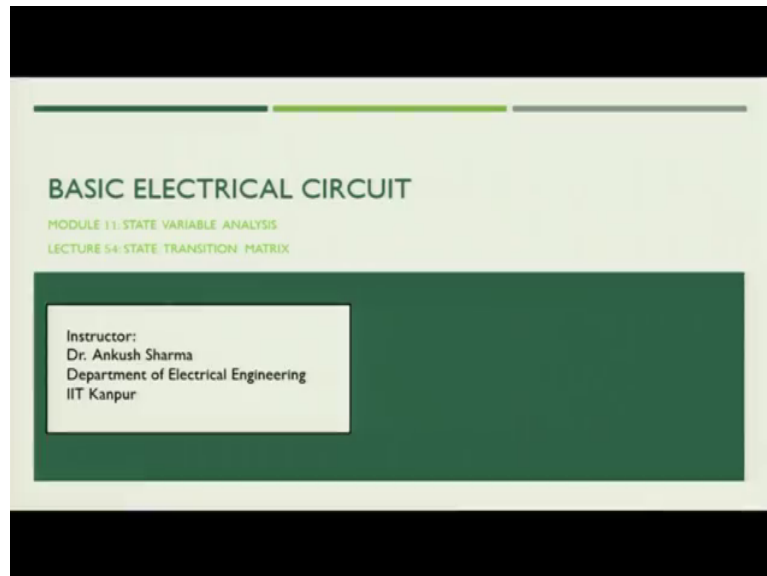 BASIC ELECTRICAL CIRCUIT
MODULE 11: STATE VARIABLE ANALYSIS
LECTURE 54: STATE TRANSITION MATRIX
Instructor:
Dr. Ankush Sharma
Department of Electrical Engineering
IIT Kanpur